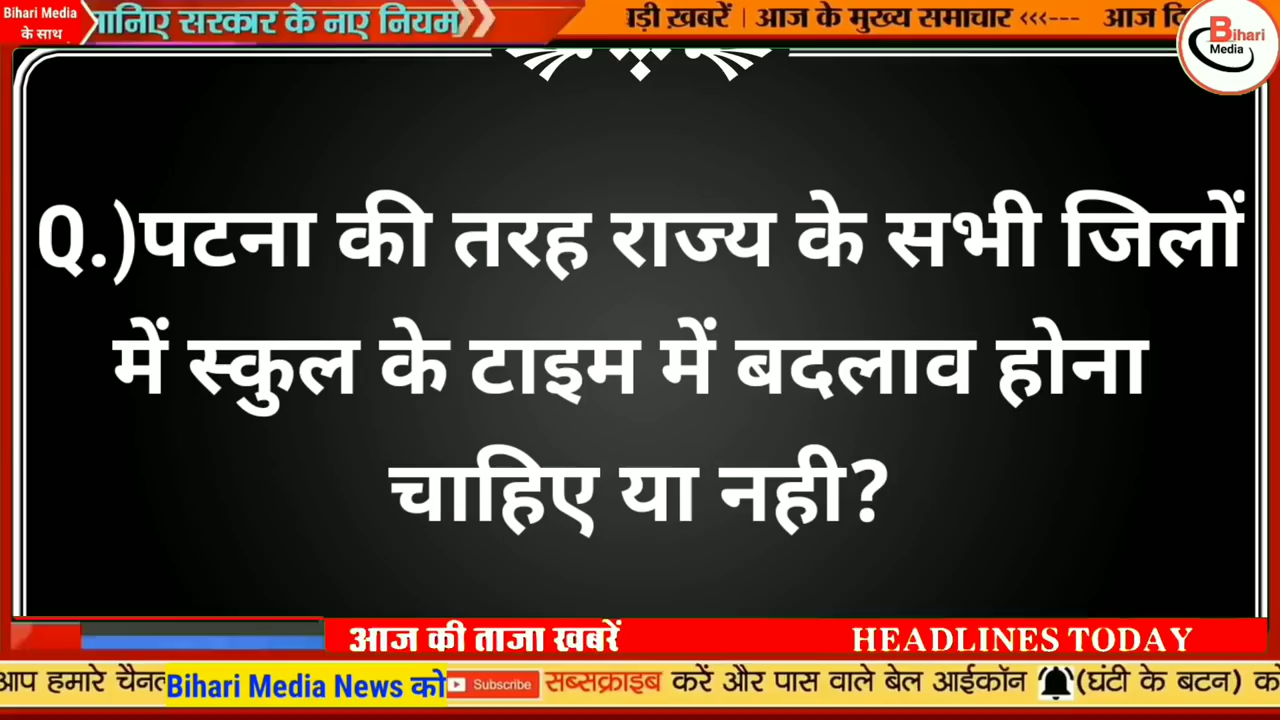 Bihari Media
के साथ
जानिए सरकार के नए नियम
ख़बरें | आज के मुख्य समाचार <<<--- आज
Bihari
Media
Q.)पटना की तरह राज्य के सभी जिलों
में स्कुल के टाइम में बदलाव होना
चाहिए या नही?
आज की ताजा खबरें
HEADLINES TODAY
आप हमारे Bihari Media News को Subscribe सब्सक्राइब करें और पास वाले बेल आईकॉन (घंटी के बटन)